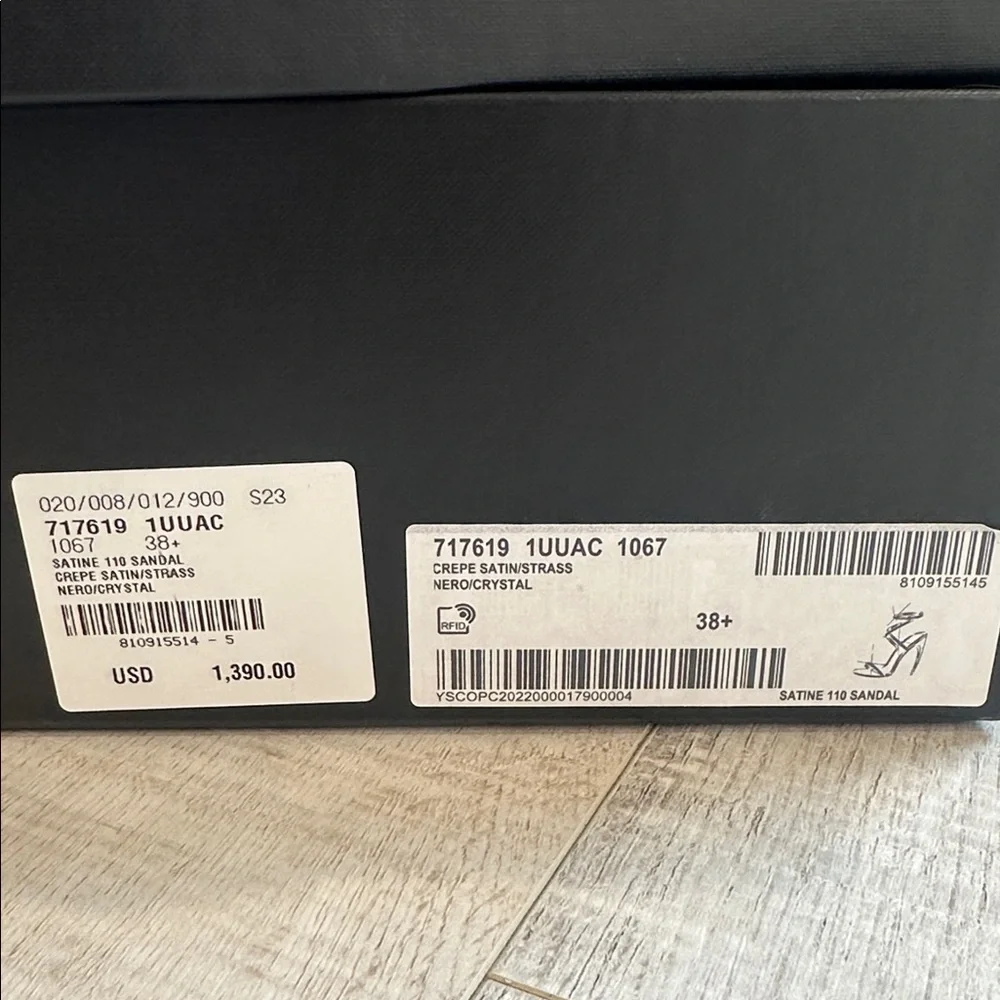 020/008/012/900 S23
717619 1UUAC
1067 38+
SATINE 110 SANDAL
CREPE SATIN/STRASS
NERO/CRYSTAL
810915514 - 5
USD 1,390.00
717619 1UUAC 1067
CREPE SATIN/STRASS
NERO/CRYSTAL
8109155145
RFID
38+
YSCOPC2022000017900004
SATINE 110 SANDAL